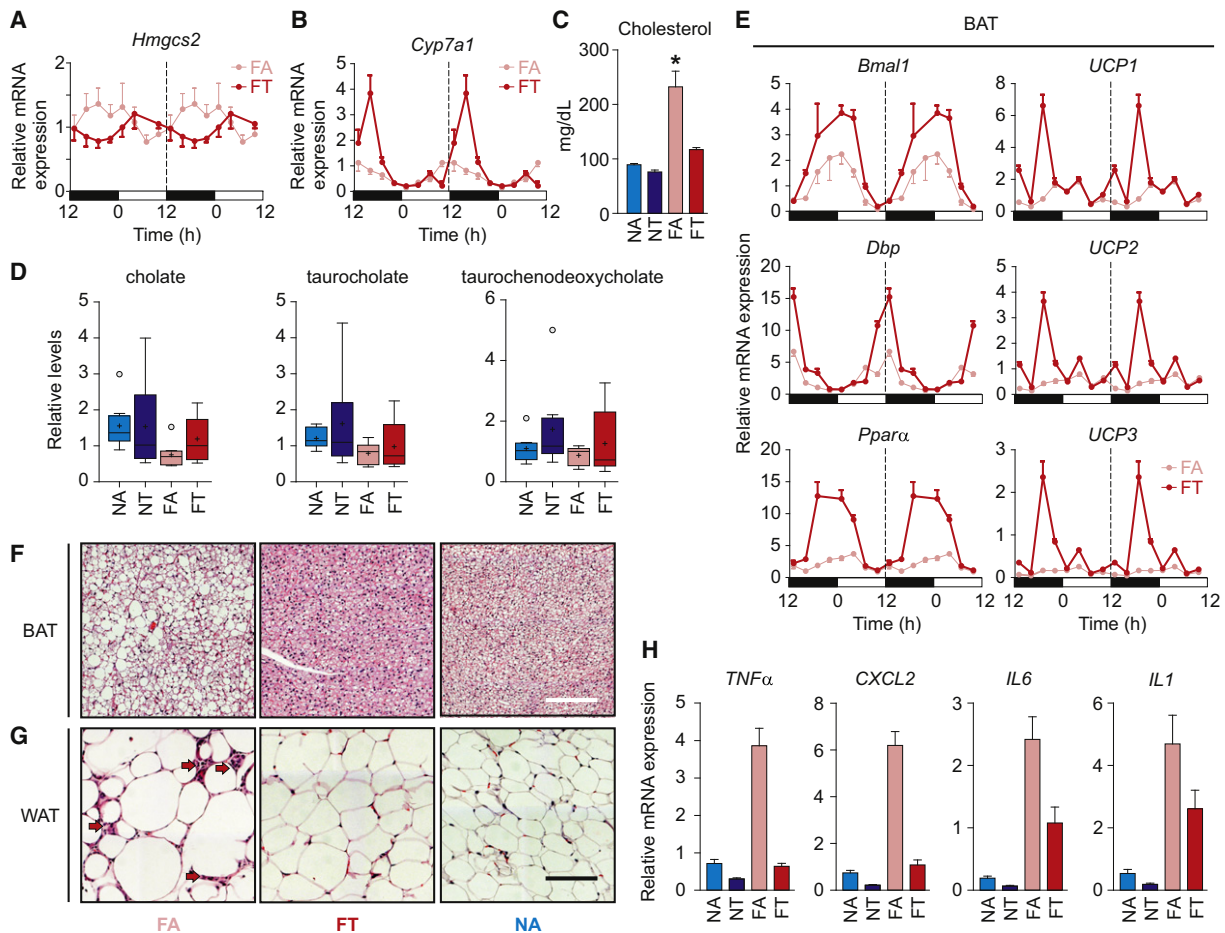 A
Hmgcs2
FA
FT
Relative mRNA
expression
2
1
0
12 0 12 0 12
Time (h)
B
Cyp7a1
FA
FT
Relative mRNA
expression
5
4
3
2
1
0
12 0 12 0 12
Time (h)
C
Cholesterol
mg/dL
300
200
100
0
*
NA NT FA FT
D
Relative levels
cholate
5
4
3
2
1
0
NA NT FA FT
taurocholate
5
4
3
2
1
0
NA NT FA FT
taurochenodeoxycholate
6
4
2
0
NA NT FA FT
E
BAT
Relative mRNA expression
Bmal1
5
4
3
2
1
0
UCP1
8
6
4
2
0
Dbp
20
15
10
5
0
UCP2
5
4
3
2
1
0
Pparα
20
15
10
5
0
12 0 12 0 12
Time (h)
UCP3
FA
FT
3
2
1
0
12 0 12 0 12
Time (h)
F
BAT
G
WAT
FA FT NA
H
Relative mRNA expression
TNFα
5
4
3
2
1
0
NA NT FA FT
CXCL2
8
6
4
2
0
NA NT FA FT
IL6
3
2
1
0
NA NT FA FT
IL1
6
4
2
0
NA NT FA FT